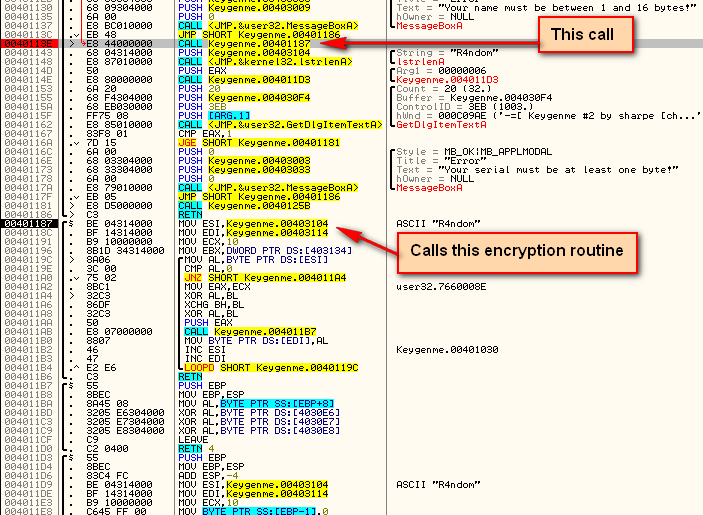 00401130 . 68 09304000 PUSH Keygenme.00403009 Title = "Error"
00401135 . 6A 00 PUSH 0 Text = "Your name must be between 1 and 16 bytes!"
00401137 . E8 BC010000 CALL <JMP.&user32.MessageBoxA> hOwner = NULL
0040113C . EB 48 JMP SHORT Keygenme.00401186 MessageBoxA
0040113E > E8 44000000 CALL Keygenme.00401187
This call
00401143 . 68 04314000 PUSH Keygenme.00403104 String = "R4ndom"
00401148 . E8 87010000 CALL <JMP.&kernel32.lstrlenA> lstrlenA
0040114D . 50 PUSH EAX Arg1 = 00000006
0040114E . E8 80000000 CALL Keygenme.004011D3 Keygenme.004011D3
00401153 . 6A 20 PUSH 20 Count = 20 (32.)
00401155 . 68 F4304000 PUSH Keygenme.004030F4 Buffer = Keygenme.004030F4
0040115A . 68 EB030000 PUSH 3EB ControlID = 3EB (1003.)
0040115F . FF75 08 PUSH [ARG.1] hWnd = 000C09AE ('-=[ Keygenme #2 by sharpe [ch...'
00401162 . E8 85010000 CALL <JMP.&user32.GetDlgItemTextA> GetDlgItemTextA
00401167 . 83F8 01 CMP EAX,1
0040116A . 7D 15 JGE SHORT Keygenme.00401181
0040116C . 6A 00 PUSH 0 Style = MB_OK|MB_APPLMODAL
0040116E . 68 03304000 PUSH Keygenme.00403003 Title = "Error"
00401173 . 68 33304000 PUSH Keygenme.00403033 Text = "Your serial must be at least one byte!"
00401178 . 6A 00 PUSH 0 hOwner = NULL
0040117A . E8 79010000 CALL <JMP.&user32.MessageBoxA> MessageBoxA
0040117F . EB 05 JMP SHORT Keygenme.00401186
00401181 > E8 D5000000 CALL Keygenme.0040125B
00401186 > C3 RETN
00401187 $ BE 04314000 MOV ESI,Keygenme.00403104 ASCII "R4ndom"
0040118C . BF 14314000 MOV EDI,Keygenme.00403114
00401191 . B9 10000000 MOV ECX,10
Calls this encryption routine
00401196 . 8B1D 34314000 MOV EBX,DWORD PTR DS:[403134]
0040119C > 8A06 MOV AL,BYTE PTR DS:[ESI]
0040119E . 3C 00 CMP AL,0
004011A0 . 75 02 JNZ SHORT Keygenme.004011A4
004011A2 . 8BC1 MOV EAX,ECX user32.7660008E
004011A4 > 32C3 XOR AL,BL
004011A6 . 86DF XCHG BH,BL
004011A8 . 32C3 XOR AL,BL
004011AA . 50 PUSH EAX
004011AB . E8 07000000 CALL Keygenme.004011B7
004011B0 . 8807 MOV BYTE PTR DS:[EDI],AL
004011B2 . 46 INC ESI Keygenme.00401030
004011B3 . 47 INC EDI
004011B4 .^ E2 E6 LOOPD SHORT Keygenme.0040119C
004011B6 . C3 RETN
004011B7 $ 55 PUSH EBP
004011B8 . 8BEC MOV EBP,ESP
004011BA . 8A45 08 MOV AL,BYTE PTR SS:[EBP+8]
004011BD . 3205 E6304000 XOR AL,BYTE PTR DS:[4030E6]
004011C3 . 3205 E7304000 XOR AL,BYTE PTR DS:[4030E7]
004011C9 . 3205 E8304000 XOR AL,BYTE PTR DS:[4030E8]
004011CF . C9 LEAVE
004011D0 . C2 0400 RETN 4
004011D3 $ 55 PUSH EBP
004011D4 . 8BEC MOV EBP,ESP
004011D6 . 83C4 FC ADD ESP,-4
004011D9 . BE 04314000 MOV ESI,Keygenme.00403104 ASCII "R4ndom"
004011DE . BF 14314000 MOV EDI,Keygenme.00403114
004011E3 . B9 10000000 MOV ECX,10
004011E8 . C645 FF 00 MOV BYTE PTR SS:[EBP-1],0